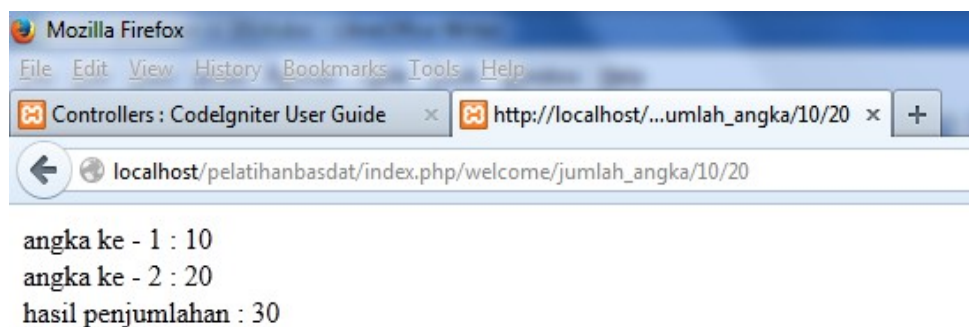 Mozilla Firefox
File Edit View History Bookmarks Tools Help
Controllers : CodeIgniter User Guide
http://localhost/...umlah_angka/10/20
localhost/pelatihanbasdat/index.php/welcome/jumlah_angka/10/20
angka ke - 1 : 10
angka ke - 2 : 20
hasil penjumlahan : 30